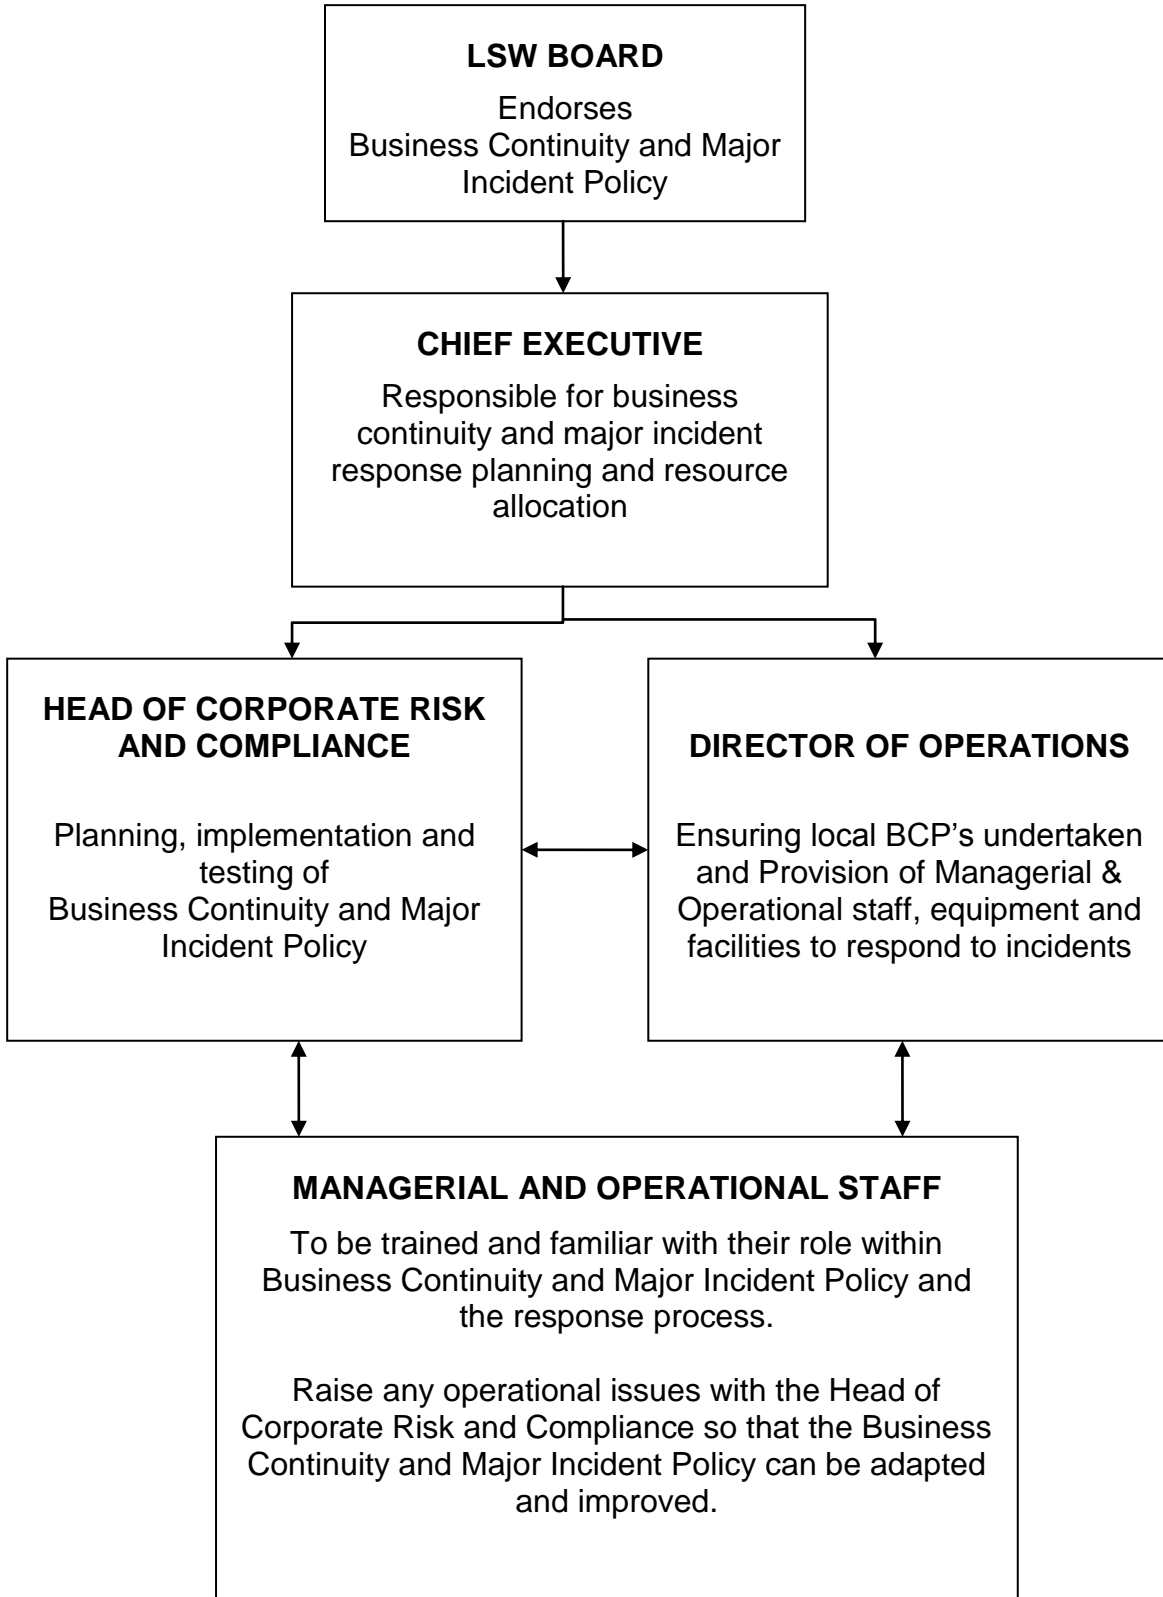 LSW BOARD
Endorses
Business Continuity and Major
Incident Policy
CHIEF EXECUTIVE
Responsible for business
continuity and major incident
response planning and resource
allocation
HEAD OF CORPORATE RISK
AND COMPLIANCE
Planning, implementation and
testing of
Business Continuity and Major
Incident Policy
DIRECTOR OF OPERATIONS
Ensuring local BCP’s undertaken
and Provision of Managerial &
Operational staff, equipment and
facilities to respond to incidents
MANAGERIAL AND OPERATIONAL STAFF
To be trained and familiar with their role within
Business Continuity and Major Incident Policy and
the response process.
Raise any operational issues with the Head of
Corporate Risk and Compliance so that the Business
Continuity and Major Incident Policy can be adapted
and improved.